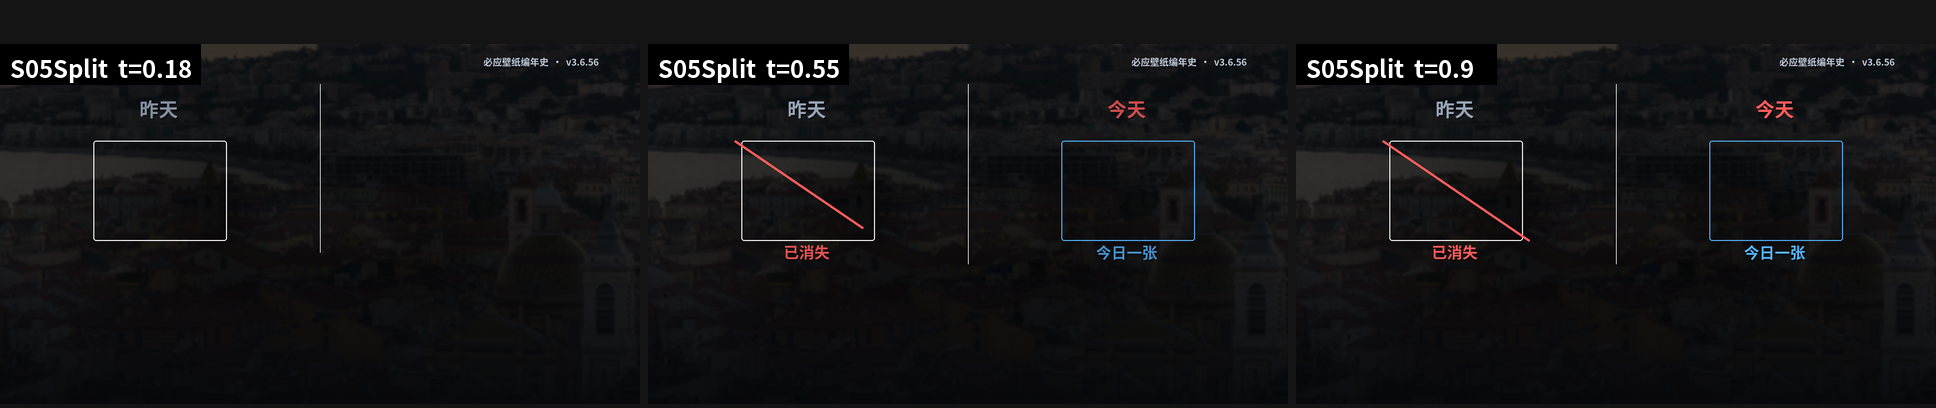 S05Split t=0.18
必应壁纸编年史 · v3.6.56
昨天
S05Split t=0.55
必应壁纸编年史 · v3.6.56
昨天
今天
已消失
今日一张
S05Split t=0.9
必应壁纸编年史 · v3.6.56
昨天
今天
已消失
今日一张